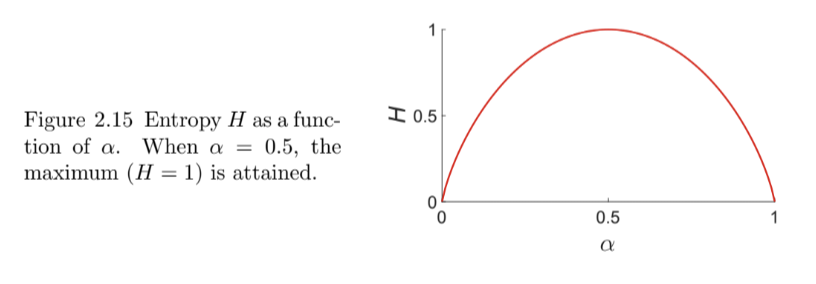 Figure 2.15 Entropy H as a func-
tion of α. When α = 0.5, the
maximum (H = 1) is attained.
1
H 0.5
0
0 0.5 1
α